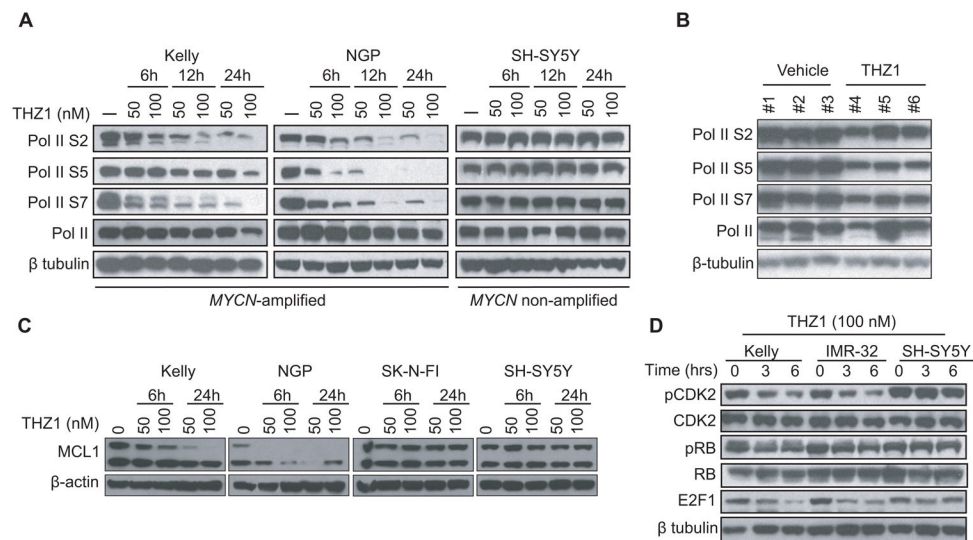 A
Kelly NGP SH-SY5Y
6h 12h 24h 6h 12h 24h 6h 12h 24h
THZ1 (nM) – 50 100 50 100 50 100 – 50 100 50 100 50 100 – 50 100 50 100 50 100
Pol II S2
Pol II S5
Pol II S7
Pol II
β tubulin
MYCN-amplified MYCN non-amplified
B
Vehicle THZ1
#1 #2 #3 #4 #5 #6
Pol II S2
Pol II S5
Pol II S7
Pol II
β-tubulin
C
Kelly NGP SK-N-FI SH-SY5Y
6h 24h 6h 24h 6h 24h 6h 24h
THZ1 (nM) 0 50 100 50 100 0 50 100 50 100 0 50 100 50 100 0 50 100 50 100
MCL1
β-actin
D
THZ1 (100 nM)
Kelly IMR-32 SH-SY5Y
Time (hrs) 0 3 6 0 3 6 0 3 6
pCDK2
CDK2
pRB
RB
E2F1
β tubulin